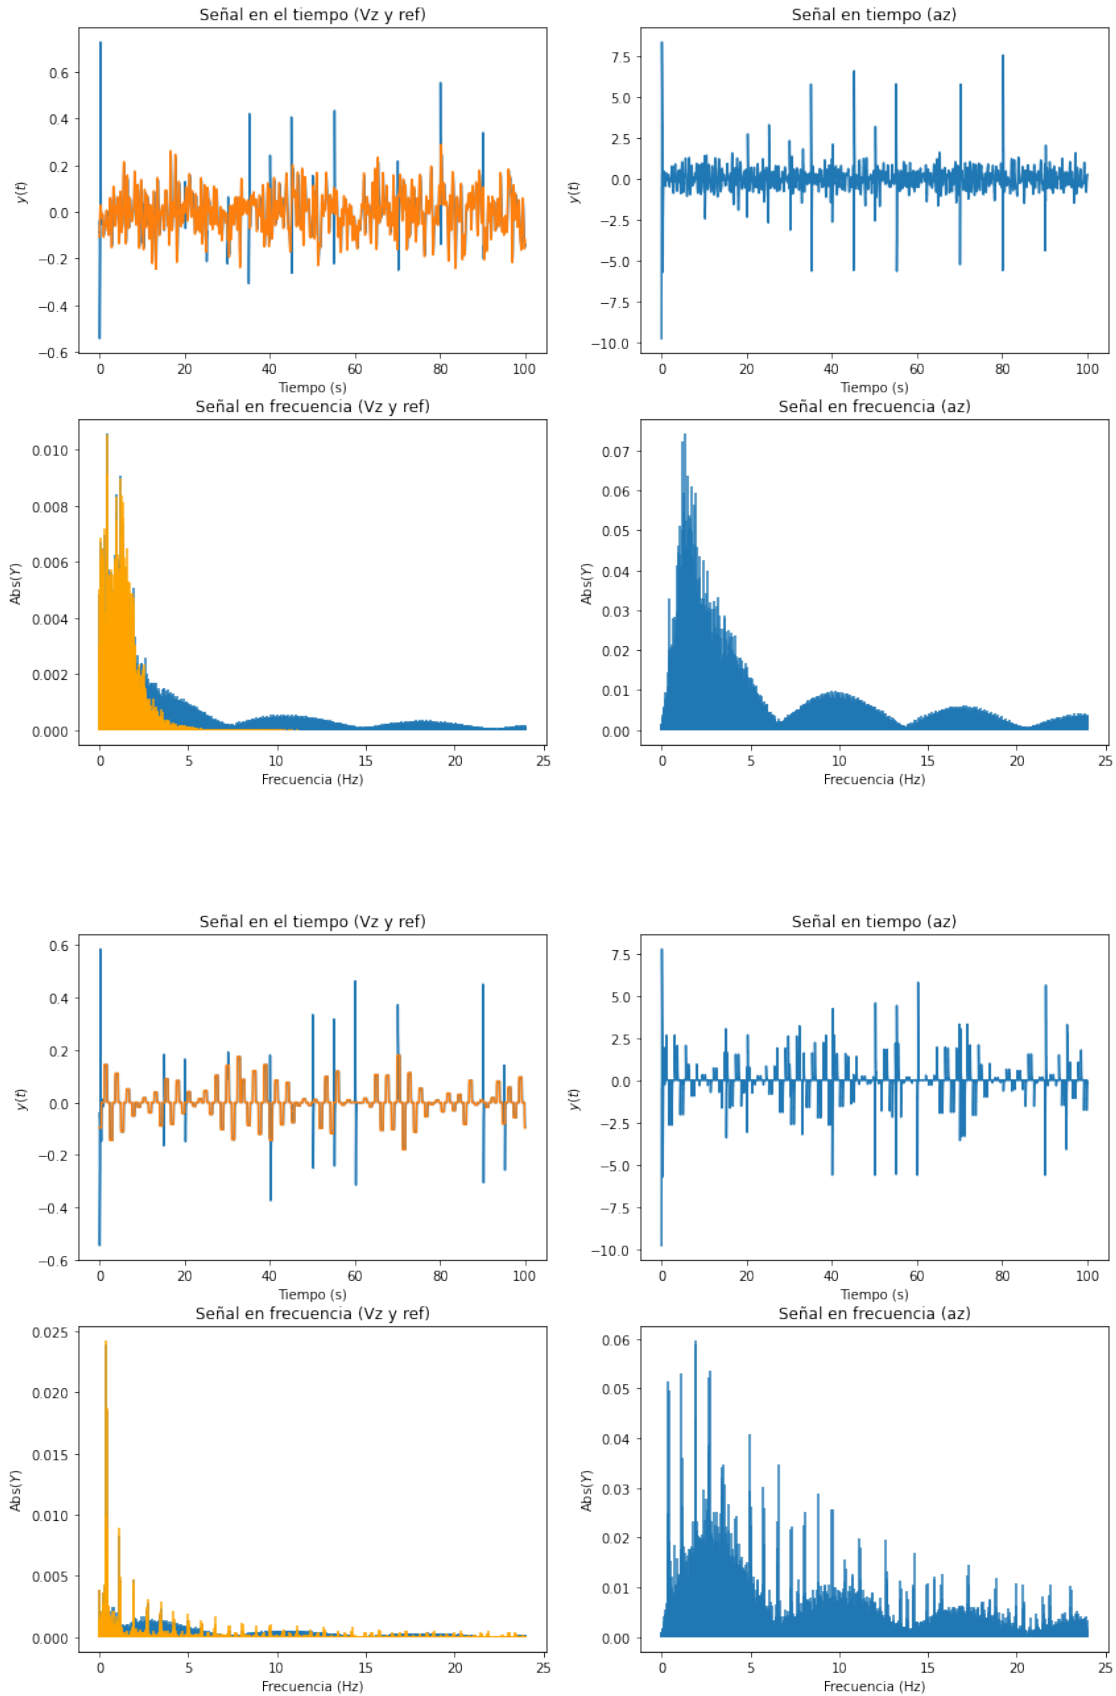 Señal en el tiempo (Vz y ref)
y(t)
0.6
0.4
0.2
0.0
−0.2
−0.4
−0.6
0 20 40 60 80 100
Tiempo (s)
Señal en tiempo (az)
y(t)
7.5
5.0
2.5
0.0
−2.5
−5.0
−7.5
−10.0
0 20 40 60 80 100
Tiempo (s)
Señal en frecuencia (Vz y ref)
Abs(Y)
0.010
0.008
0.006
0.004
0.002
0.000
0 5 10 15 20 25
Frecuencia (Hz)
Señal en frecuencia (az)
Abs(Y)
0.07
0.06
0.05
0.04
0.03
0.02
0.01
0.00
0 5 10 15 20 25
Frecuencia (Hz)
Señal en el tiempo (Vz y ref)
y(t)
0.6
0.4
0.2
0.0
−0.2
−0.4
−0.6
0 20 40 60 80 100
Tiempo (s)
Señal en tiempo (az)
y(t)
7.5
5.0
2.5
0.0
−2.5
−5.0
−7.5
−10.0
0 20 40 60 80 100
Tiempo (s)
Señal en frecuencia (Vz y ref)
Abs(Y)
0.025
0.020
0.015
0.010
0.005
0.000
0 5 10 15 20 25
Frecuencia (Hz)
Señal en frecuencia (az)
Abs(Y)
0.06
0.05
0.04
0.03
0.02
0.01
0.00
0 5 10 15 20 25
Frecuencia (Hz)